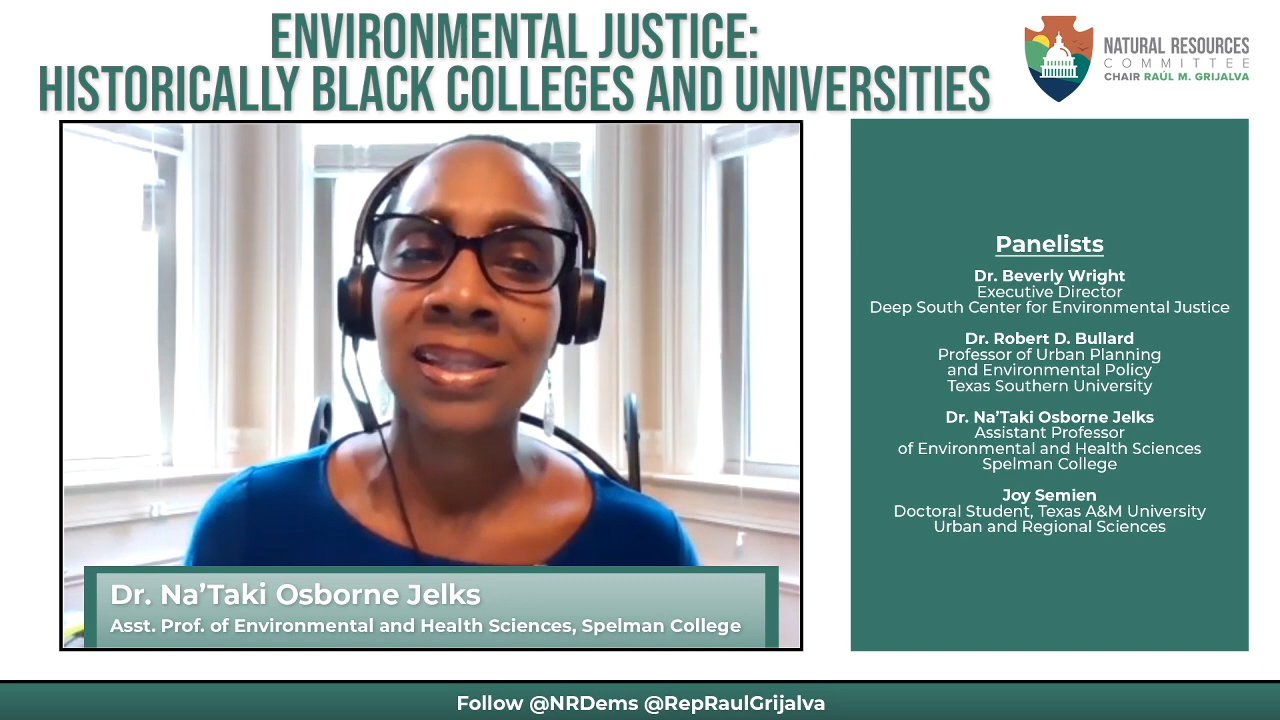 ENVIRONMENTAL JUSTICE:
HISTORICALLY BLACK COLLEGES AND UNIVERSITIES
NATURAL RESOURCES
COMMITTEE
CHAIR RAÚL M. GRIJALVA
Dr. Na’Taki Osborne Jelks
Asst. Prof. of Environmental and Health Sciences, Spelman College
Panelists
Dr. Beverly Wright
Executive Director
Deep South Center for Environmental Justice
Dr. Robert D. Bullard
Professor of Urban Planning
and Environmental Policy
Texas Southern University
Dr. Na’Taki Osborne Jelks
Assistant Professor
of Environmental and Health Sciences
Spelman College
Joy Semien
Doctoral Student, Texas A&M University
Urban and Regional Sciences
Follow @NRDems @RepRaulGrijalva